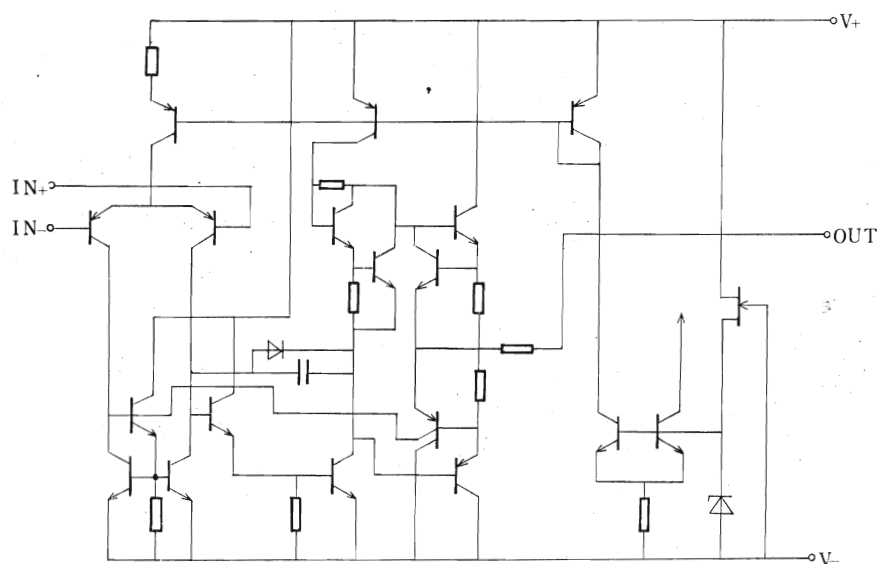 V+
IN+
IN-
OUT
V-